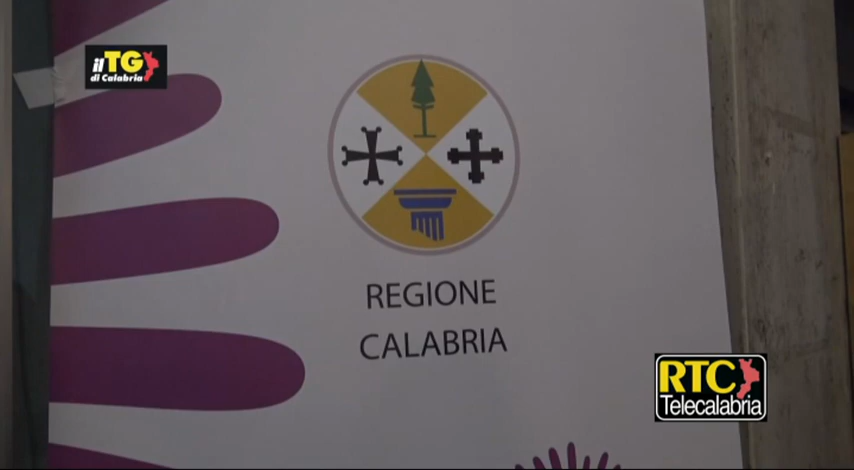 il TG
di Calabria
REGIONE
CALABRIA
RTC
Telecalabria